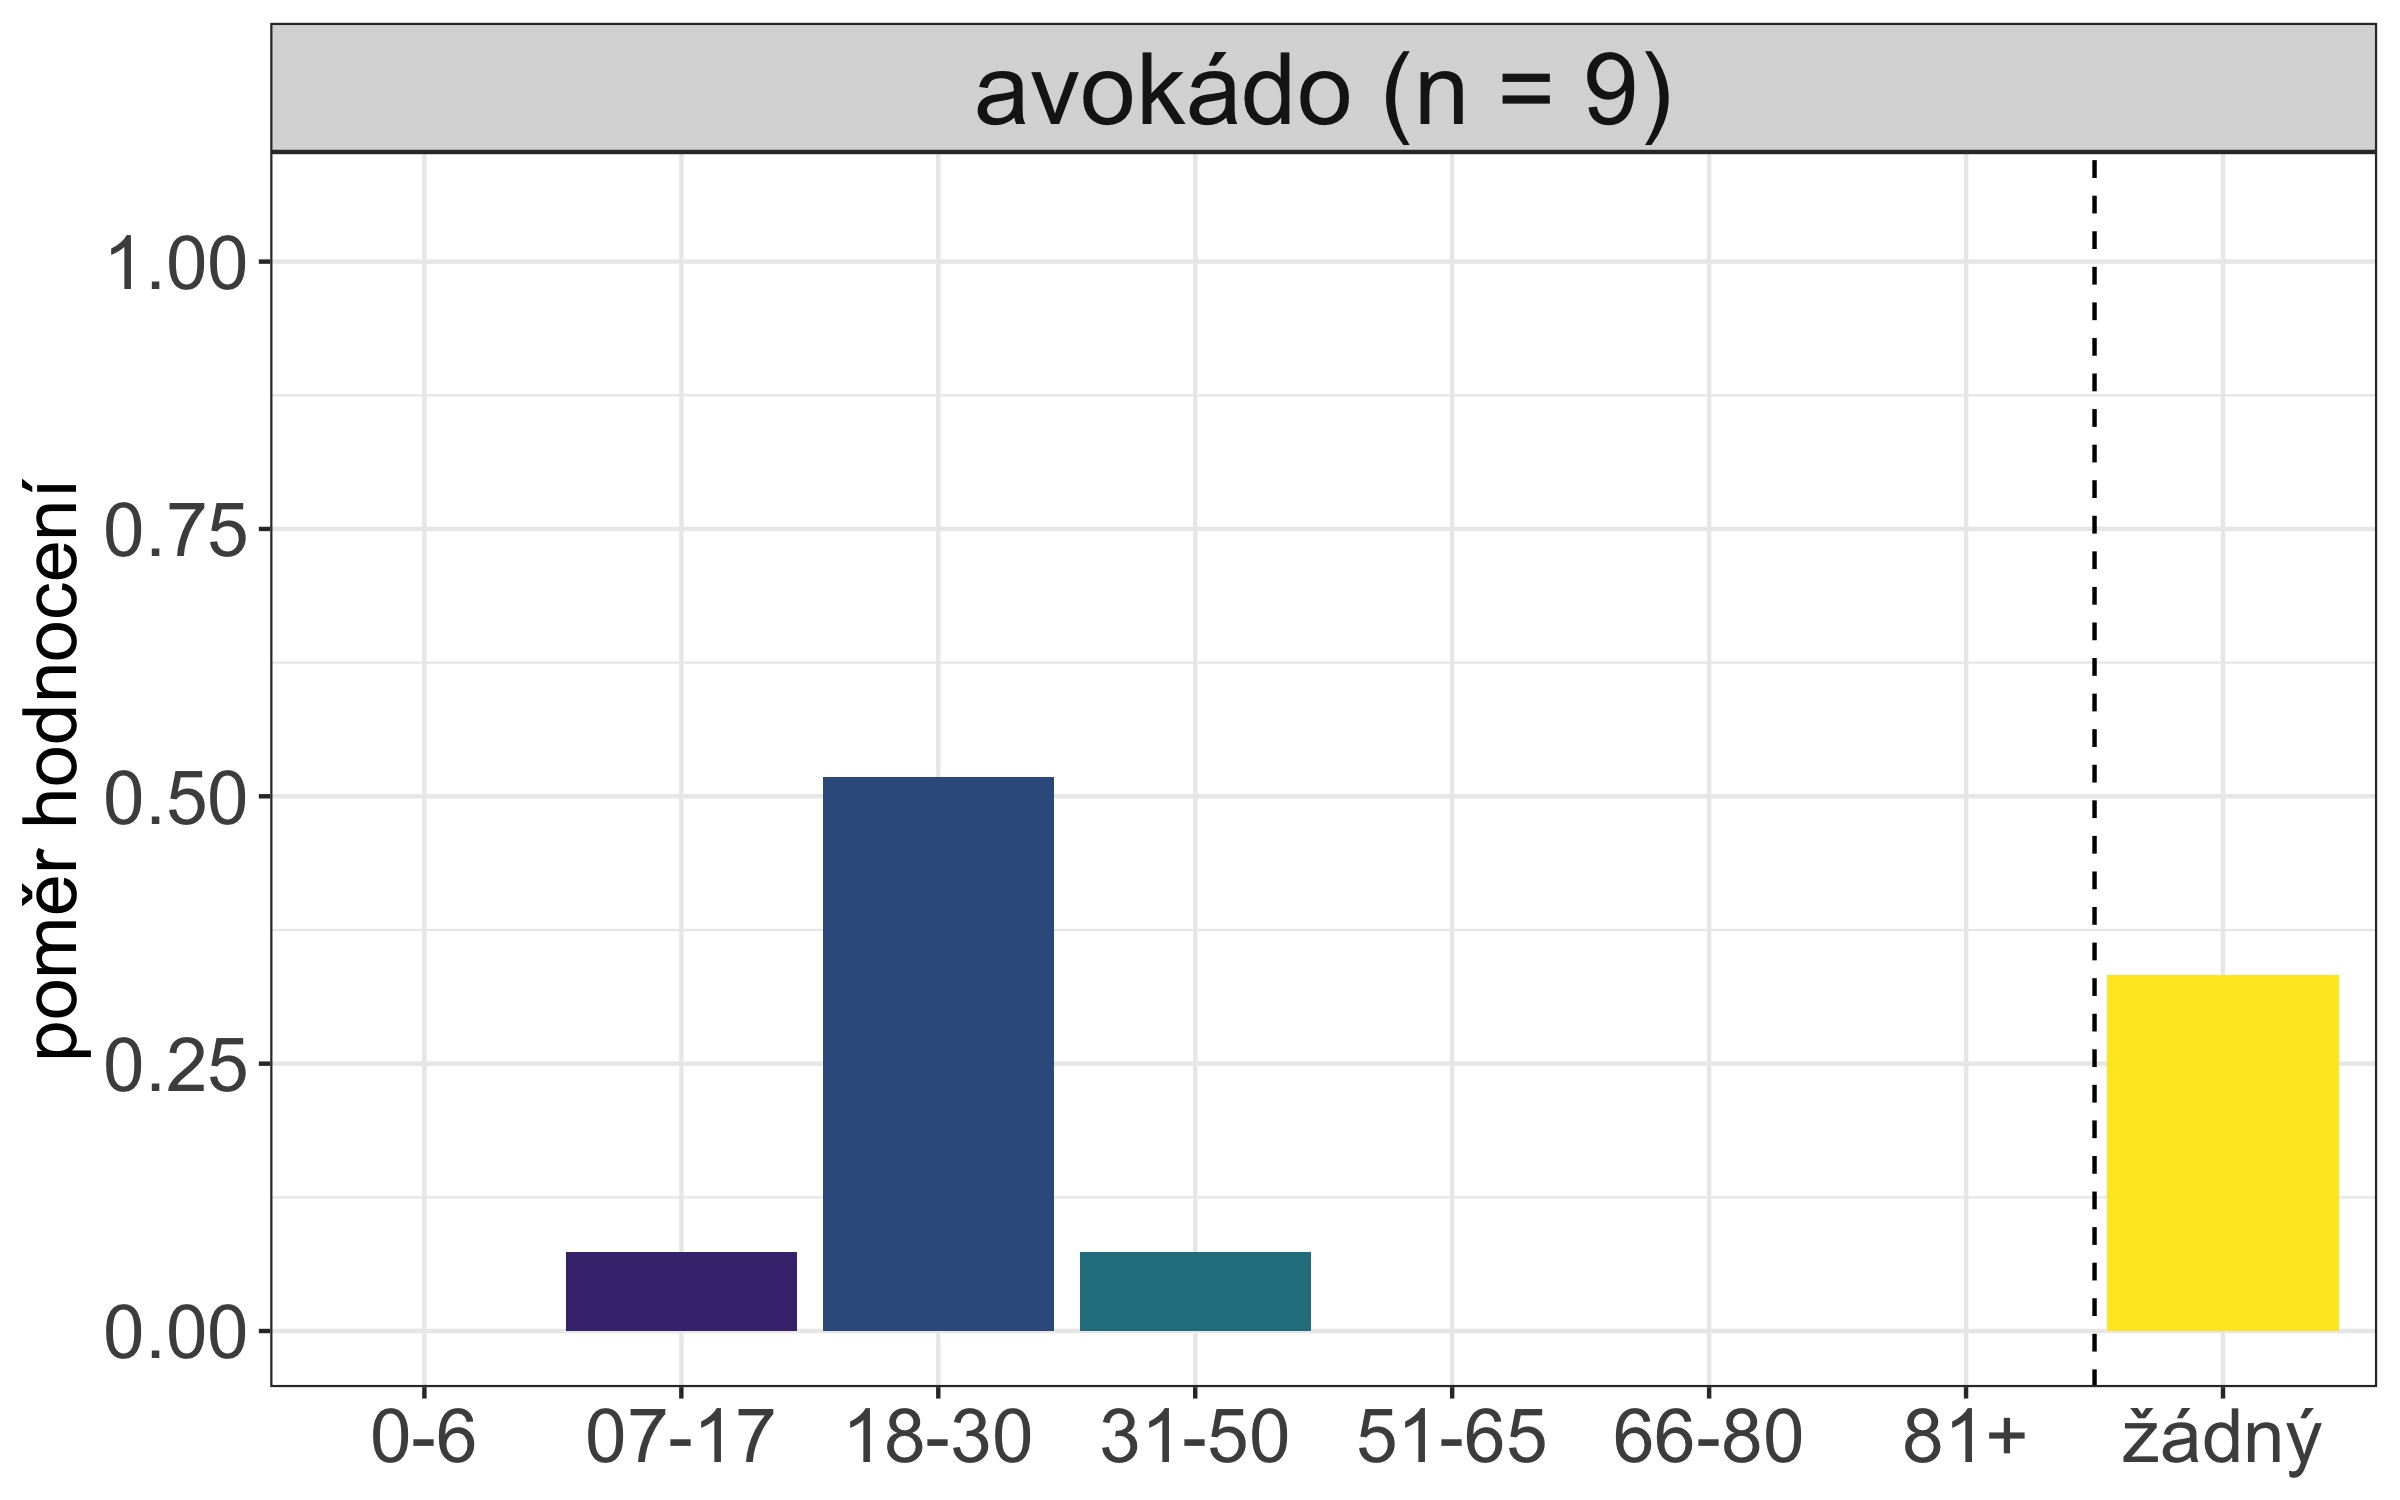 avokádo (n = 9)
poměr hodnocení
1.00
0.75
0.50
0.25
0.00
0-6 07-17 18-30 31-50 51-65 66-80 81+ žádný